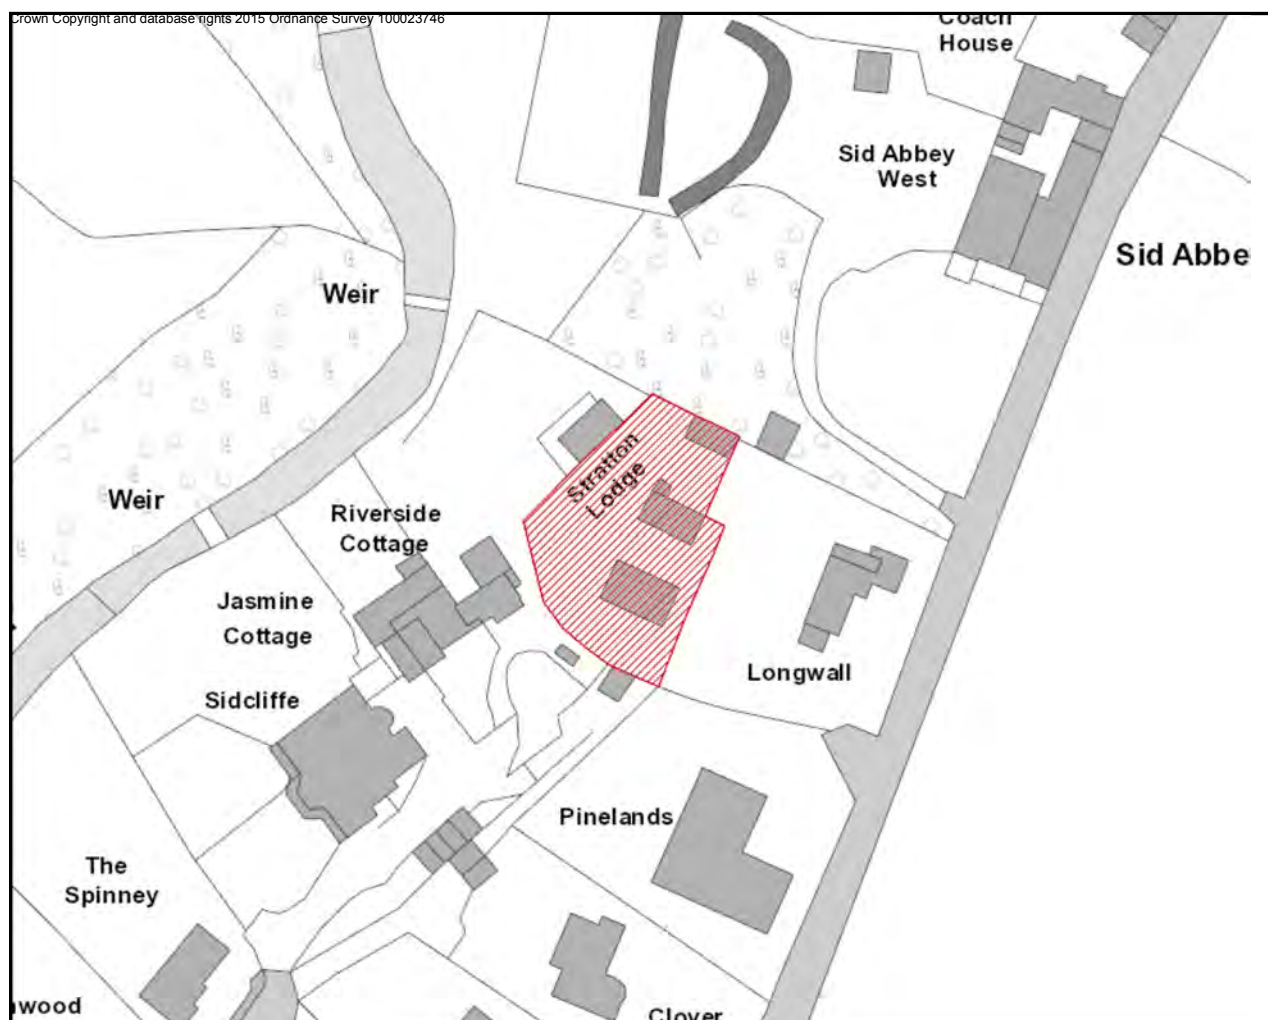 Crown Copyright and database rights 2015 Ordnance Survey 100023746
Coach
House
Sid Abbey
West
Sid Abbe
Weir
Stratton
Lodge
Weir
Riverside
Cottage
Jasmine
Cottage
Sidcliffe
Longwall
Pinelands
The
Spinney
wood
Clover